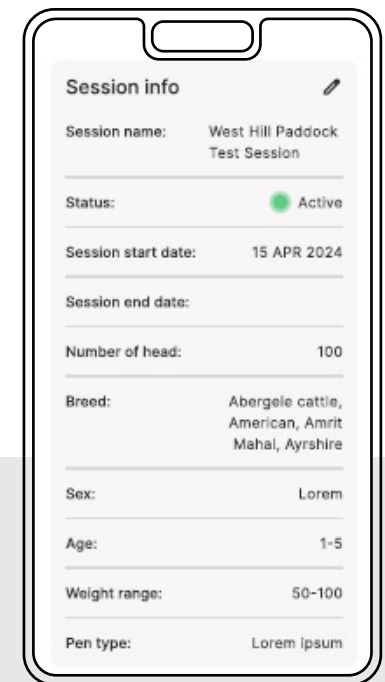 Session info
Session name: West Hill Paddock
Test Session
Status: Active
Session start date: 15 APR 2024
Session end date:
Number of head: 100
Breed: Abergele cattle,
American, Amrit
Mahal, Ayrshire
Sex: Lorem
Age: 1-5
Weight range: 50-100
Pen type: Lorem ipsum